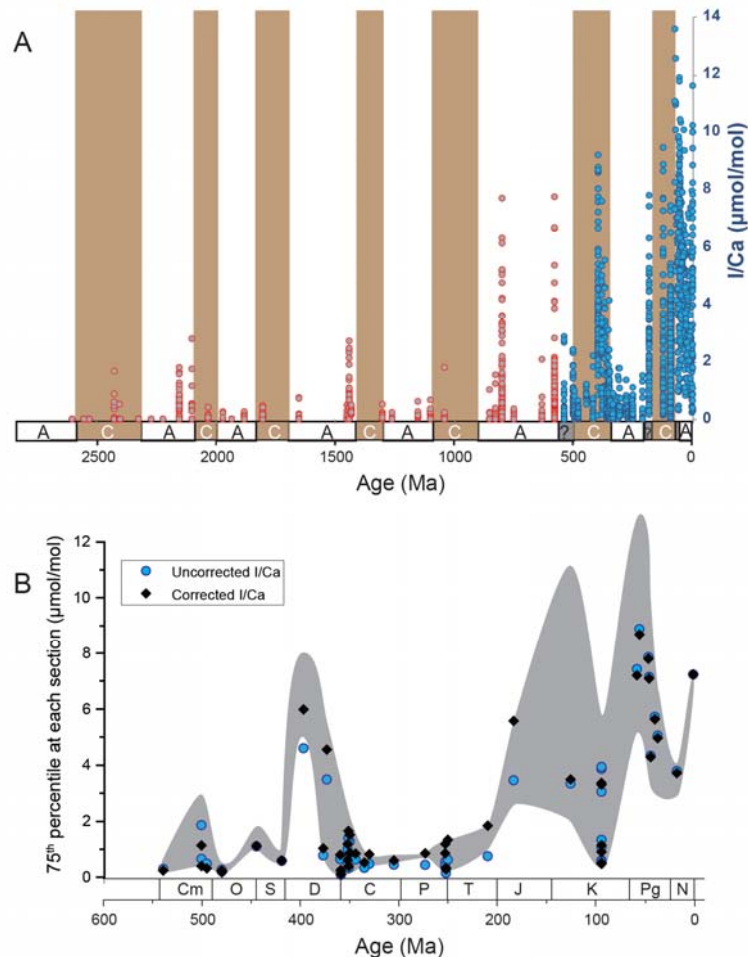 A
14
12
10
8
6
4
2
0
I/Ca (μmol/mol)
A C A C A C A C A C A ? C A ? C A
2500 2000 1500 1000 500 0
Age (Ma)
B
12
10
8
6
4
2
0
75th percentile at each section (μmol/mol)
Uncorrected I/Ca
Corrected I/Ca
Cm O S D C P T J K Pg N
600 500 400 300 200 100 0
Age (Ma)